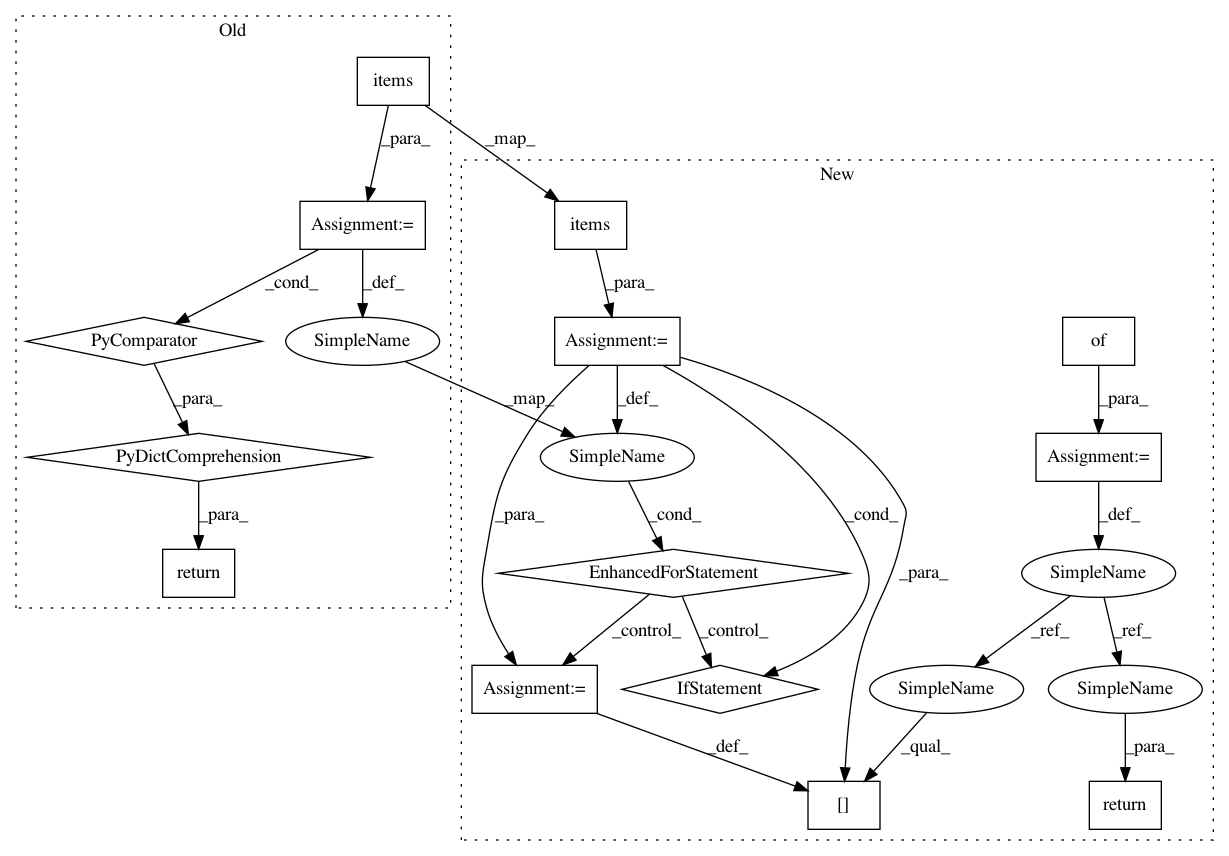 Old
items
_para_
_map_
New
Assignment:=
items
_cond_
_def_
_para_
PyComparator
SimpleName
Assignment:=
of
_para_
_map_
_def_
_para_
PyDictComprehension
SimpleName
Assignment:=
_para_
_para_
_cond_
_cond_
_def_
return
EnhancedForStatement
_para_
SimpleName
_control_
_control_
_ref_
_ref_
Assignment:=
IfStatement
SimpleName
SimpleName
_def_
_qual_
_para_
[]
return